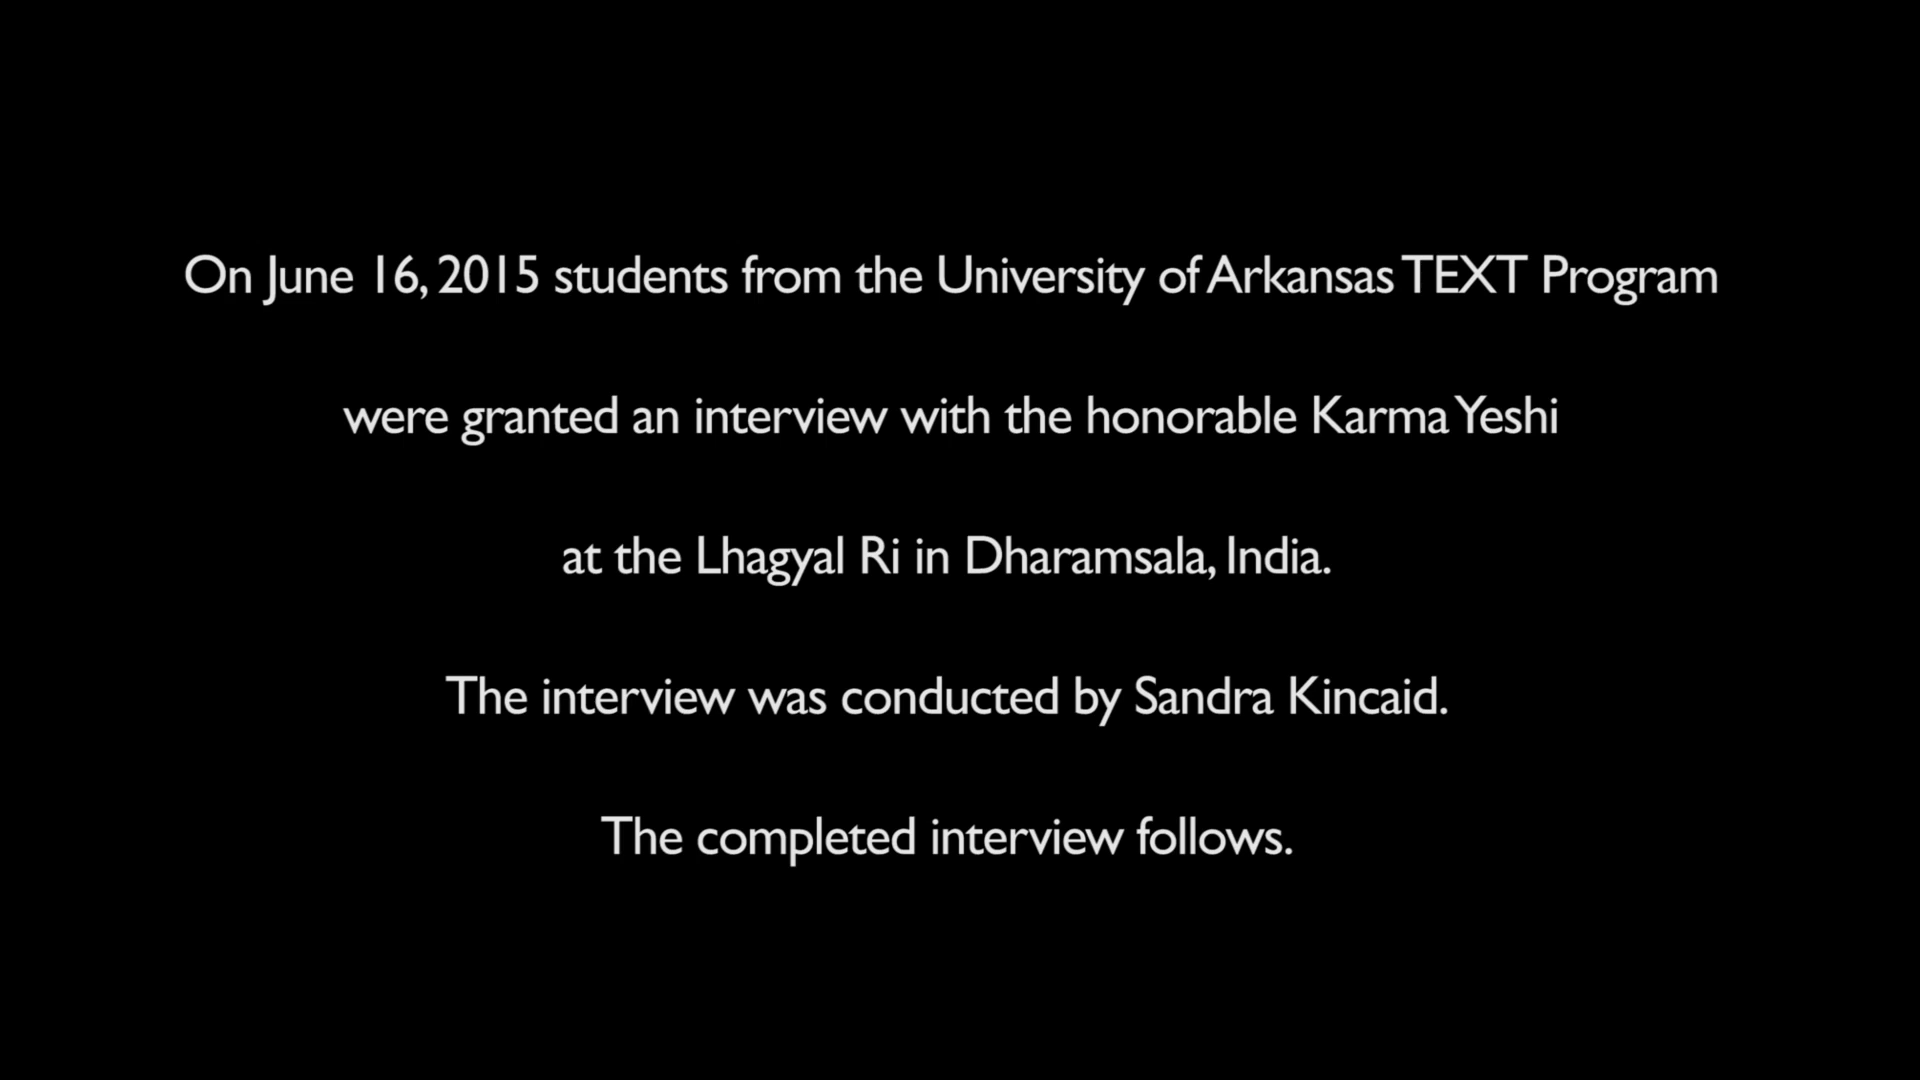 On June 16, 2015 students from the University of Arkansas TEXT Program
were granted an interview with the honorable Karma Yeshi
at the Lhagyal Ri in Dharamsala, India.
The interview was conducted by Sandra Kincaid.
The completed interview follows.